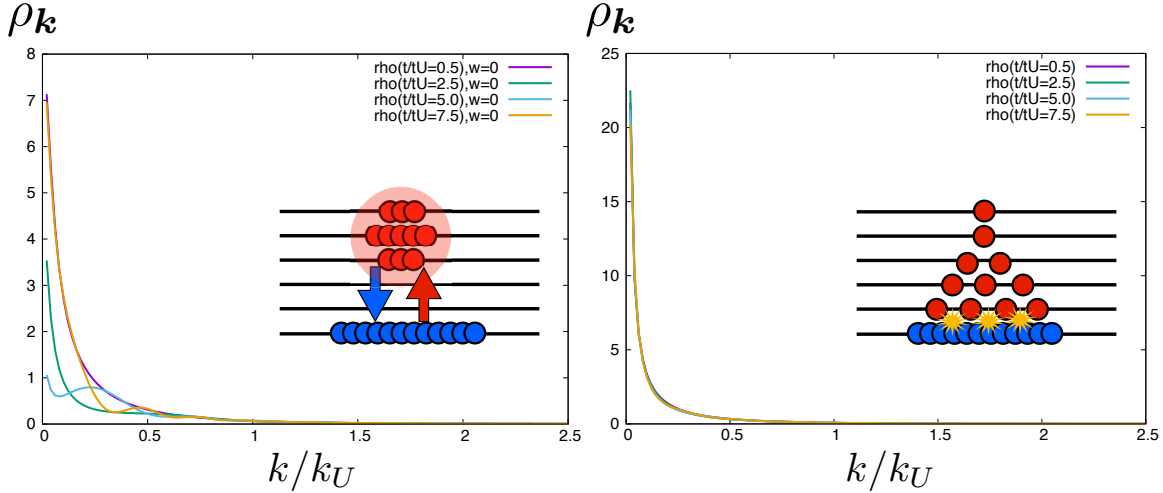 ρ𝒌
8
7
6
5
4
3
2
1
0
0
0.5
1
1.5
2
2.5
rho(t/tU=0.5),w=0
rho(t/tU=2.5),w=0
rho(t/tU=5.0),w=0
rho(t/tU=7.5),w=0
k/k_U
ρ𝒌
25
20
15
10
5
0
0
0.5
1
1.5
2
2.5
rho(t/tU=0.5)
rho(t/tU=2.5)
rho(t/tU=5.0)
rho(t/tU=7.5)
k/k_U